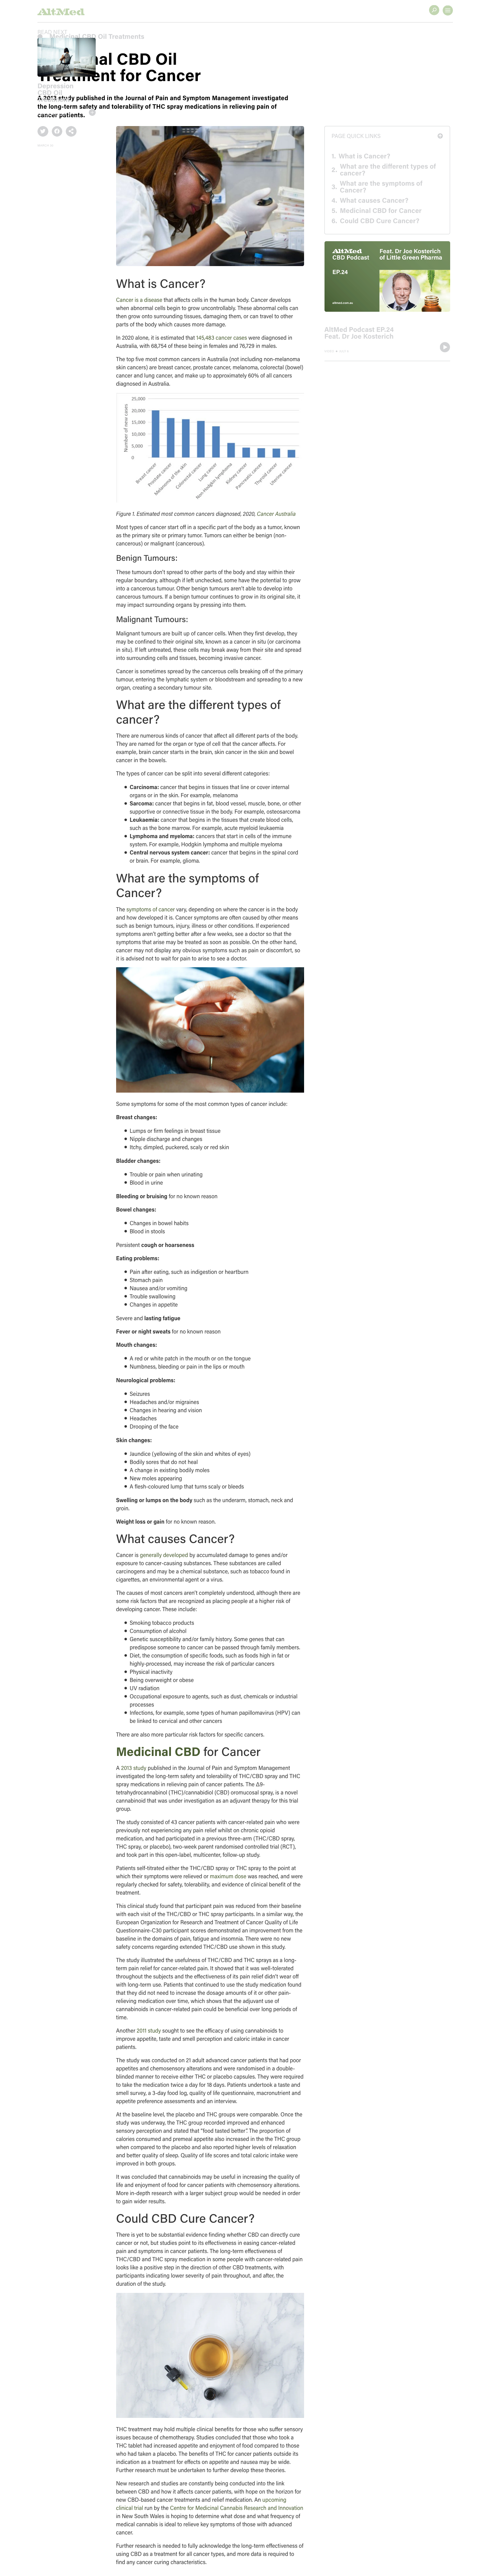 AltMed
READ NEXT
Medicinal CBD Oil Treatments
nal CBD Oil
Treatment for Cancer
Depression
CBD Oil
A 2013 study published in the Journal of Pain and Symptom Management investigated
the long-term safety and tolerability of THC spray medications in relieving pain of
cancer patients.
PAGE QUICK LINKS
1. What is Cancer?
2. What are the different types of
cancer?
3. What are the symptoms of
Cancer?
4. What causes Cancer?
5. Medicinal CBD for Cancer
6. Could CBD Cure Cancer?
AltMed
CBD Podcast
Feat. Dr Joe Kosterich
of Little Green Pharma
EP.24
altmed.com.au
AltMed Podcast EP.24
Feat. Dr Joe Kosterich
What is Cancer?
Cancer is a disease that affects cells in the human body. Cancer develops
when abnormal cells begin to grow uncontrollably. These abnormal cells can
then grow onto surrounding tissues, damaging them, or can travel to other
parts of the body which causes more damage.
In 2020 alone, it is estimated that 145,483 cancer cases were diagnosed in
Australia, with 68,754 of these being in females and 76,729 in males.
The top five most common cancers in Australia (not including non-melanoma
skin cancers) are breast cancer, prostate cancer, melanoma, colorectal (bowel)
cancer and lung cancer, and make up to approximately 60% of all cancers
diagnosed in Australia.
Number of new cases
25,000
20,000
15,000
10,000
5,000
0
Breast cancer
Prostate cancer
Melanoma of the skin
Colorectal cancer
Lung cancer
Non-Hodgkin lymphoma
Kidney cancer
Pancreatic cancer
Thyroid cancer
Uterine cancer
Figure 1. Estimated most common cancers diagnosed, 2020, Cancer Australia
Most types of cancer start off in a specific part of the body as a tumor, known
as the primary site or primary tumor. Tumors can either be benign (non-
cancerous) or malignant (cancerous).
Benign Tumours:
These tumours don't spread to other parts of the body and stay within their
regular boundary, although if left unchecked, some have the potential to grow
into a cancerous tumour. Other benign tumours aren't able to develop into
cancerous tumours. If a benign tumour continues to grow in its original site, it
may impact surrounding organs by pressing into them.
Malignant Tumours:
Malignant tumours are built up of cancer cells. When they first develop, they
may be confined to their original site, known as a cancer in situ (or carcinoma
in situ). If left untreated, these cells may break away from their site and spread
into surrounding cells and tissues, becoming invasive cancer.
Cancer is sometimes spread by the cancerous cells breaking off of the primary
tumour, entering the lymphatic system or bloodstream and spreading to a new
organ, creating a secondary tumour site.
What are the different types of
cancer?
There are numerous kinds of cancer that affect all different parts of the body.
They are named for the organ or type of cell that the cancer affects. For
example, brain cancer starts in the brain, skin cancer in the skin and bowel
cancer in the bowels.
The types of cancer can be split into several different categories:
Carcinoma: cancer that begins in tissues that line or cover internal
organs or in the skin. For example, melanoma
Sarcoma: cancer that begins in fat, blood vessel, muscle, bone, or other
supportive or connective tissue in the body. For example, osteosarcoma
Leukaemia: cancer that begins in the tissues that create blood cells,
such as the bone marrow. For example, acute myeloid leukaemia
Lymphoma and myeloma: cancers that start in cells of the immune
system. For example, Hodgkin lymphoma and multiple myeloma
Central nervous system cancer: cancer that begins in the spinal cord
or brain. For example, glioma.
What are the symptoms of
Cancer?
The symptoms of cancer vary, depending on where the cancer is in the body
and how developed it is. Cancer symptoms are often caused by other means
such as benign tumours, injury, illness or other conditions. If experienced
symptoms aren't getting better after a few weeks, see a doctor so that the
symptoms that arise may be treated as soon as possible. On the other hand,
cancer may not display any obvious symptoms such as pain or discomfort, so
it is advised not to wait for pain to arise to see a doctor.
Some symptoms for some of the most common types of cancer include:
Breast changes:
Lumps or firm feelings in breast tissue
Nipple discharge and changes
Itchy, dimpled, puckered, scaly or red skin
Bladder changes:
Trouble or pain when urinating
Blood in urine
Bleeding or bruising for no known reason
Bowel changes:
Changes in bowel habits
Blood in stools
Persistent cough or hoarseness
Eating problems:
Pain after eating, such as indigestion or heartburn
Stomach pain
Nausea and/or vomiting
Trouble swallowing
Changes in appetite
Severe and lasting fatigue
Fever or night sweats for no known reason
Mouth changes:
A red or white patch in the mouth or on the tongue
Numbness, bleeding or pain in the lips or mouth
Neurological problems:
Seizures
Headaches and/or migraines
Changes in hearing and vision
Headaches
Drooping of the face
Skin changes:
Jaundice (yellowing of the skin and whites of eyes)
Bodily sores that do not heal
A change in existing bodily moles
New moles appearing
A flesh-coloured lump that turns scaly or bleeds
Swelling or lumps on the body such as the underarm, stomach, neck and
groin.
Weight loss or gain for no known reason.
What causes Cancer?
Cancer is generally developed by accumulated damage to genes and/or
exposure to cancer-causing substances. These substances are called
carcinogens and may be a chemical substance, such as tobacco found in
cigarettes, an environmental agent or a virus.
The causes of most cancers aren't completely understood, although there are
some risk factors that are recognized as placing people at a higher risk of
developing cancer. These include:
Smoking tobacco products
Consumption of alcohol
Genetic susceptibility and/or family history. Some genes that can
predispose someone to cancer can be passed through family members.
Diet, the consumption of specific foods, such as foods high in fat or
highly-processed, may increase the risk of particular cancers
Physical inactivity
Being overweight or obese
UV radiation
Occupational exposure to agents, such as dust, chemicals or industrial
processes
Infections, for example, some types of human papillomavirus (HPV) can
be linked to cervical and other cancers
There are also more particular risk factors for specific cancers.
Medicinal CBD for Cancer
A 2013 study published in the Journal of Pain and Symptom Management
investigated the long-term safety and tolerability of THC/CBD spray and THC
spray medications in relieving pain of cancer patients. The Δ9-
tetrahydrocannabinol (THC)/cannabidiol (CBD) oromucosal spray, is a novel
cannabinoid that was under investigation as an adjuvant therapy for this trial
group.
The study consisted of 43 cancer patients with cancer-related pain who were
previously not experiencing any pain relief whilst on chronic opioid
medication, and had participated in a previous three-arm (THC/CBD spray,
THC spray, or placebo), two-week parent randomised controlled trial (RCT),
and took part in this open-label, multicenter, follow-up study.
Patients self-titrated either the THC/CBD spray or THC spray to the point at
which their symptoms were relieved or maximum dose was reached, and were
regularly checked for safety, tolerability, and evidence of clinical benefit of the
treatment.
This clinical study found that participant pain was reduced from their baseline
with each visit of the THC/CBD or THC spray participants. In a similar way, the
European Organization for Research and Treatment of Cancer Quality of Life
Questionnaire-C30 participant scores demonstrated an improvement from the
baseline in the domains of pain, fatigue and insomnia. There were no new
safety concerns regarding extended THC/CBD use shown in this study.
The study illustrated the usefulness of THC/CBD and THC sprays as a long-
term pain relief for cancer-related pain. It showed that it was well-tolerated
throughout the subjects and the effectiveness of its pain relief didn't wear off
with long-term use. Patients that continued to use the study medication found
that they did not need to increase the dosage amounts of it or other pain-
relieving medication over time, which shows that the adjuvant use of
cannabinoids in cancer-related pain could be beneficial over long periods of
time.
Another 2011 study sought to see the efficacy of using cannabinoids to
improve appetite, taste and smell perception and caloric intake in cancer
patients.
The study was conducted on 21 adult advanced cancer patients that had poor
appetites and chemosensory alterations and were randomised in a double-
blinded manner to receive either THC or placebo capsules. They were required
to take the medication twice a day for 18 days. Patients undertook a taste and
smell survey, a 3-day food log, quality of life questionnaire, macronutrient and
appetite preference assessments and an interview.
At the baseline level, the placebo and THC groups were comparable. Once the
study was underway, the THC group recorded improved and enhanced
sensory perception and stated that "food tasted better". The proportion of
calories consumed and premeal appetite also increased in the the THC group
when compared to the placebo and also reported higher levels of relaxation
and better quality of sleep. Quality of life scores and total caloric intake were
improved in both groups.
It was concluded that cannabinoids may be useful in increasing the quality of
life and enjoyment of food for cancer patients with chemosensory alterations.
More in-depth research with a larger subject group would be needed in order
to gain wider results.
Could CBD Cure Cancer?
There is yet to be substantial evidence finding whether CBD can directly cure
cancer or not, but studies point to its effectiveness in easing cancer-related
pain and symptoms in cancer patients. The long-term effectiveness of
THC/CBD and THC spray medication in some people with cancer-related pain
looks like a positive step in the direction of other CBD treatments, with
participants indicating lower severity of pain throughout, and after, the
duration of the study.
THC treatment may hold multiple clinical benefits for those who suffer sensory
issues because of chemotherapy. Studies concluded that those who took a
THC tablet had increased appetite and enjoyment of food compared to those
who had taken a placebo. The benefits of THC for cancer patients outside its
indication as a treatment for effects on appetite and nausea may be wide.
Further research must be undertaken to further develop these theories.
New research and studies are constantly being conducted into the link
between CBD and how it affects cancer patients, with hope on the horizon for
new CBD-based cancer treatments and relief medication. An upcoming
clinical trial run by the Centre for Medicinal Cannabis Research and Innovation
in New South Wales is hoping to determine what dose and what frequency of
medical cannabis is ideal to relieve key symptoms of those with advanced
cancer.
Further research is needed to fully acknowledge the long-term effectiveness of
using CBD as a treatment for all cancer types, and more data is required to
find any cancer curing characteristics.